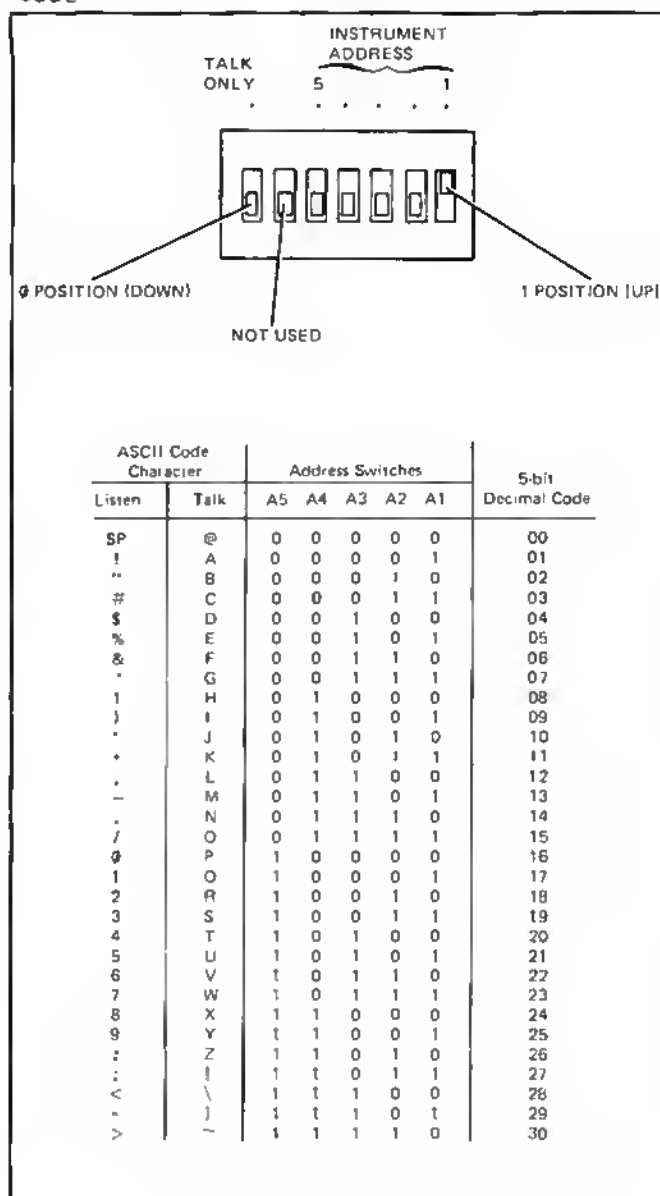 INSTRUMENT
ADDRESS
TALK
ONLY
5 1
0 POSITION (DOWN)
1 POSITION (UP)
NOT USED
ASCII Code
Character
Address Switches
5-bit
Decimal Code
Listen Talk A5 A4 A3 A2 A1
SP @ 0 0 0 0 0 00
! A 0 0 0 0 1 01
" B 0 0 0 1 0 02
# C 0 0 0 1 1 03
$ D 0 0 1 0 0 04
% E 0 0 1 0 1 05
& F 0 0 1 1 0 06
' G 0 0 1 1 1 07
( H 0 1 0 0 0 08
) I 0 1 0 0 1 09
* J 0 1 0 1 0 10
+ K 0 1 0 1 1 11
, L 0 1 1 0 0 12
– M 0 1 1 0 1 13
. N 0 1 1 1 0 14
/ O 0 1 1 1 1 15
0 P 1 0 0 0 0 16
1 Q 1 0 0 0 1 17
2 R 1 0 0 1 0 18
3 S 1 0 0 1 1 19
4 T 1 0 1 0 0 20
5 U 1 0 1 0 1 21
6 V 1 0 1 1 0 22
7 W 1 0 1 1 1 23
8 X 1 1 0 0 0 24
9 Y 1 1 0 0 1 25
: Z 1 1 0 1 0 26
; [ 1 1 0 1 1 27
< \ 1 1 1 0 0 28
= ] 1 1 1 0 1 29
> ~ 1 1 1 1 0 30